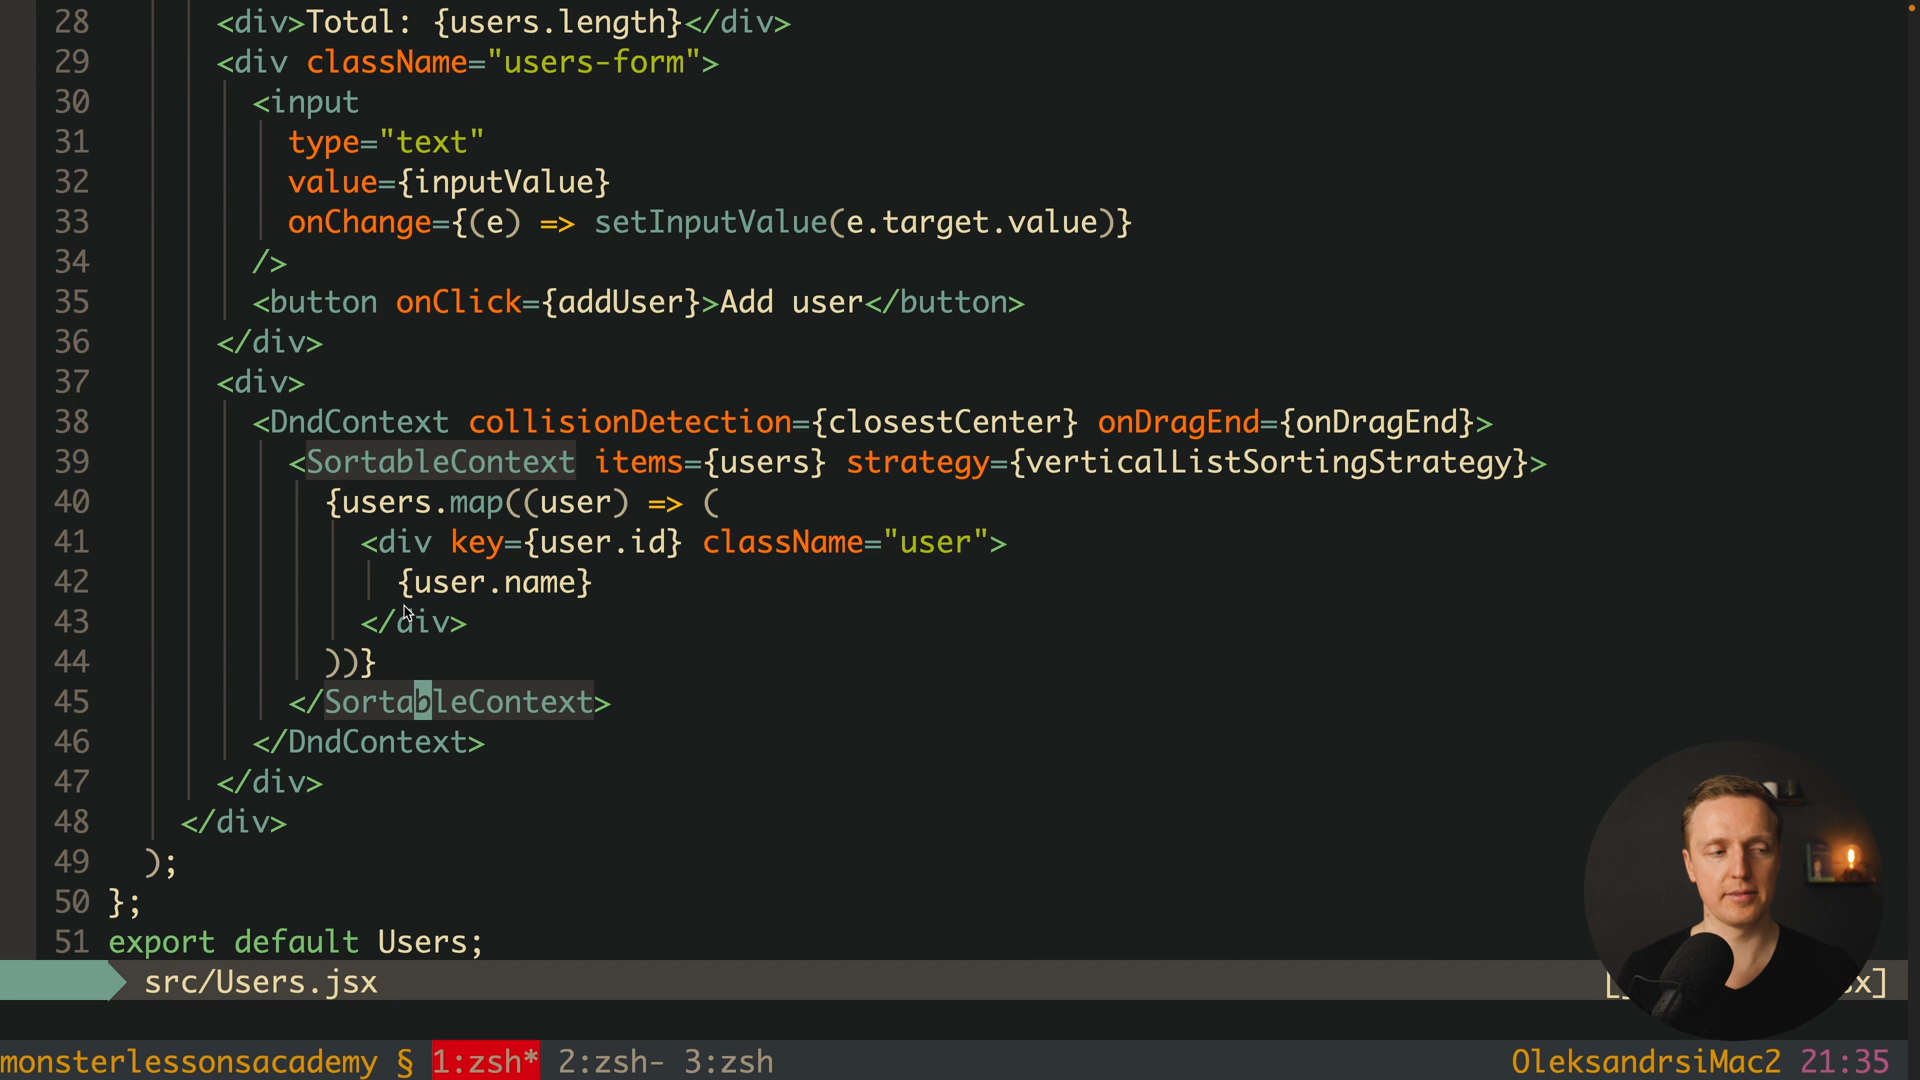 28 <div>Total: {users.length}</div>
29 <div className="users-form">
30 <input
31 type="text"
32 value={inputValue}
33 onChange={(e) => setInputValue(e.target.value)}
34 />
35 <button onClick={addUser}>Add user</button>
36 </div>
37 <div>
38 <DndContext collisionDetection={closestCenter} onDragEnd={onDragEnd}>
39 <SortableContext items={users} strategy={verticalListSortingStrategy}>
40 {users.map((user) => (
41 <div key={user.id} className="user">
42 {user.name}
43 </div>
44 ))}
45 </SortableContext>
46 </DndContext>
47 </div>
48 </div>
49 );
50 };
51 export default Users;
src/Users.jsx
monsterlessonsacademy § 1:zsh* 2:zsh- 3:zsh OleksandrsiMac2 21:35